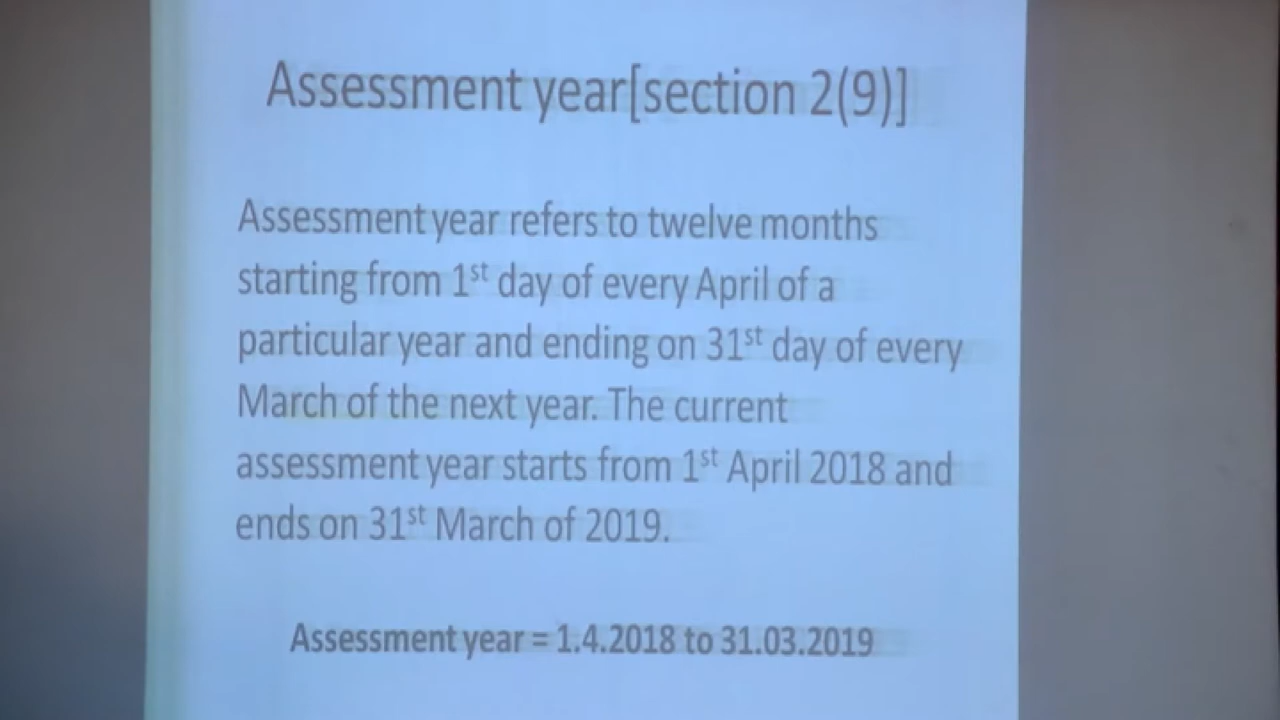 Assessment year[section 2(9)]
Assessment year refers to twelve months
starting from 1st day of every April of a
particular year and ending on 31st day of every
March of the next year. The current
assessment year starts from 1st April 2018 and
ends on 31st March of 2019.
Assessment year = 1.4.2018 to 31.03.2019